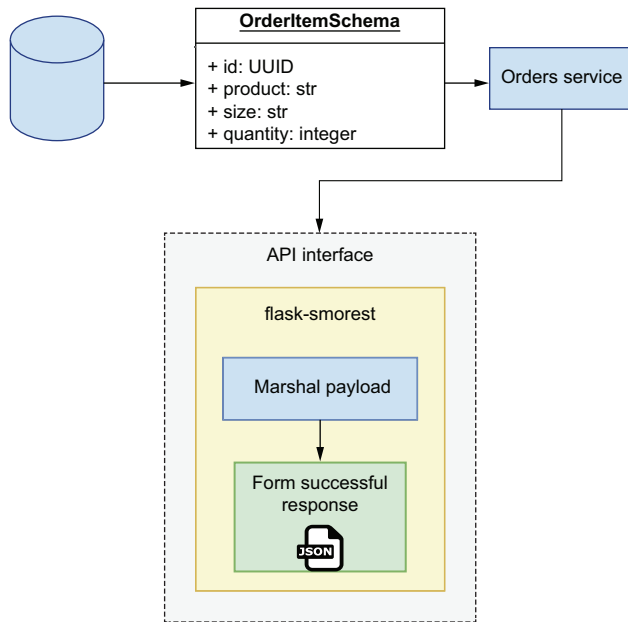 OrderItemSchema
+ id: UUID
+ product: str
+ size: str
+ quantity: integer
Orders service
API interface
flask-smorest
Marshal payload
Form successful
response
JSON